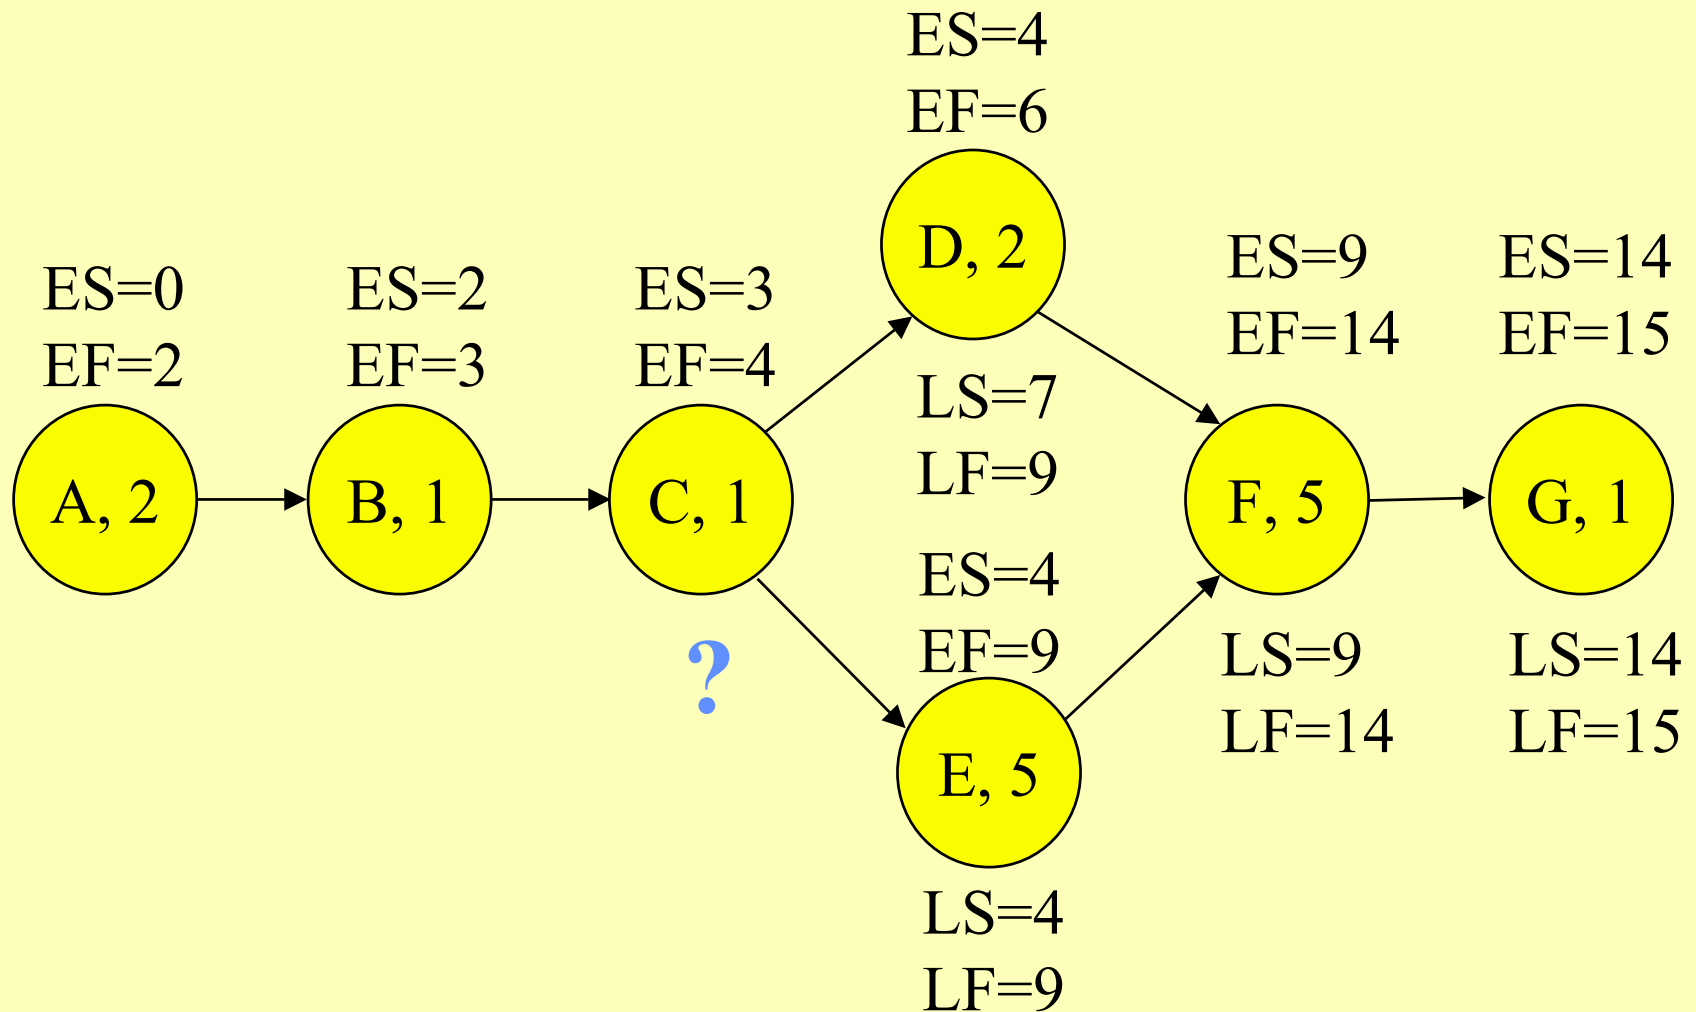 ES=4
EF=6
D, 2
ES=0
EF=2
ES=2
EF=3
ES=3
EF=4
ES=9
EF=14
ES=14
EF=15
LS=7
LF=9
A, 2
B, 1
C, 1
F, 5
G, 1
ES=4
EF=9
?
E, 5
LS=9
LF=14
LS=14
LF=15
LS=4
LF=9